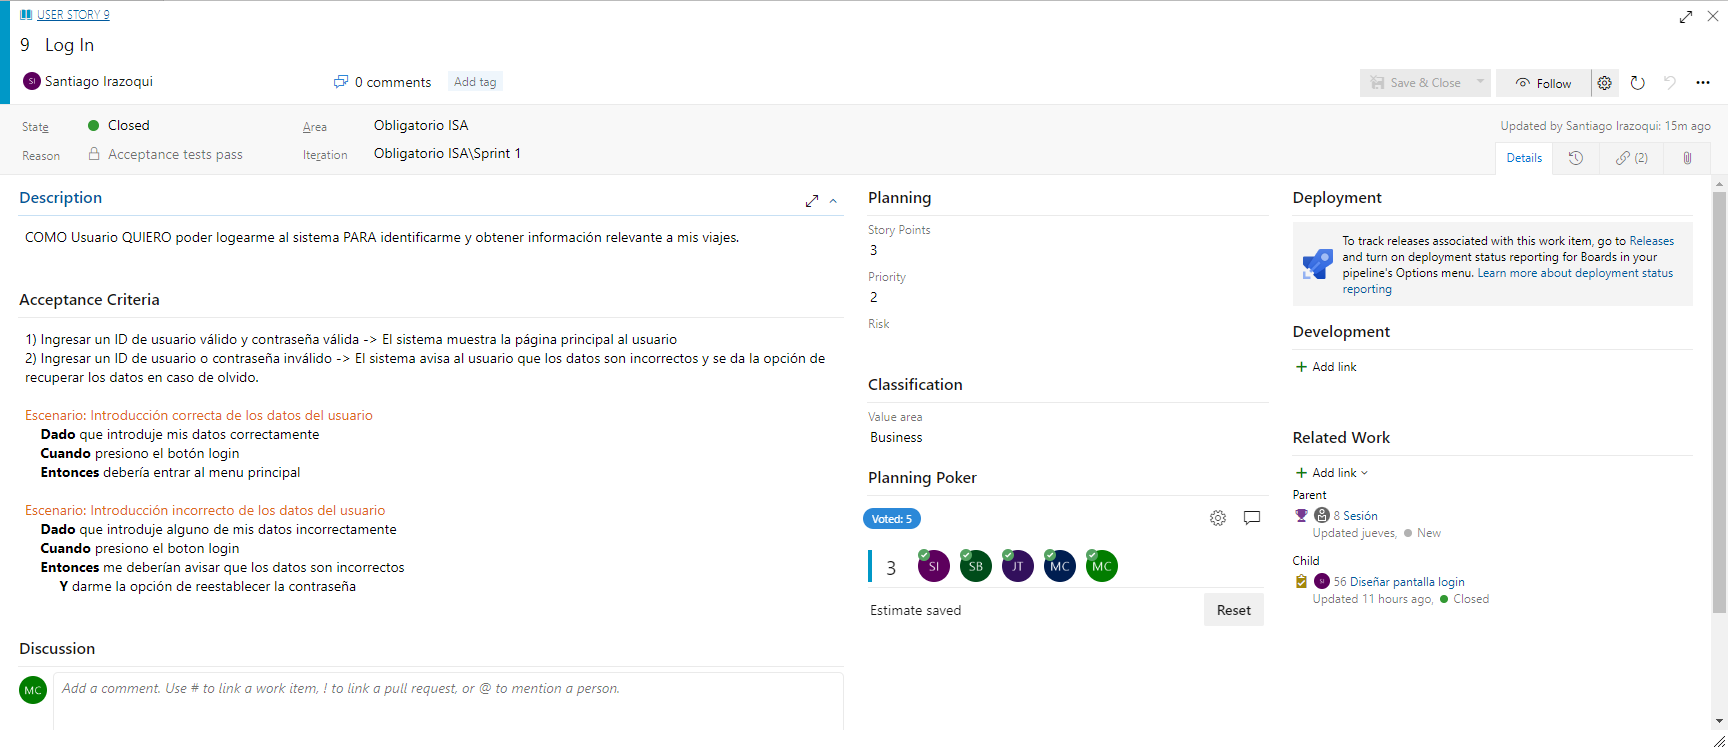 USER STORY 9
9 Log In
SI Santiago Irazoqui
0 comments
Add tag
Save & Close
Follow
State
Closed
Area
Obligatorio ISA
Updated by Santiago Irazoqui: 15m ago
Reason
Acceptance tests pass
Iteration
Obligatorio ISA\Sprint 1
Details
(2)
Description
COMO Usuario QUIERO poder logearme al sistema PARA identificarme y obtener información relevante a mis viajes.
Acceptance Criteria
1) Ingresar un ID de usuario válido y contraseña válida -> El sistema muestra la página principal al usuario
2) Ingresar un ID de usuario o contraseña inválido -> El sistema avisa al usuario que los datos son incorrectos y se da la opción de
recuperar los datos en caso de olvido.
Escenario: Introducción correcta de los datos del usuario
Dado que introduje mis datos correctamente
Cuando presiono el botón login
Entonces debería entrar al menu principal
Escenario: Introducción incorrecto de los datos del usuario
Dado que introduje alguno de mis datos incorrectamente
Cuando presiono el boton login
Entonces me deberían avisar que los datos son incorrectos
Y darme la opción de reestablecer la contraseña
Discussion
MC
Add a comment. Use # to link a work item, ! to link a pull request, or @ to mention a person.
Planning
Story Points
3
Priority
2
Risk
Classification
Value area
Business
Planning Poker
Voted: 5
3 SI SB JT MC MC
Estimate saved
Reset
Deployment
To track releases associated with this work item, go to Releases
and turn on deployment status reporting for Boards in your
pipeline's Options menu. Learn more about deployment status
reporting
Development
Add link
Related Work
Add link
Parent
8 Sesión
Updated jueves, New
Child
SI 56 Diseñar pantalla login
Updated 11 hours ago, Closed